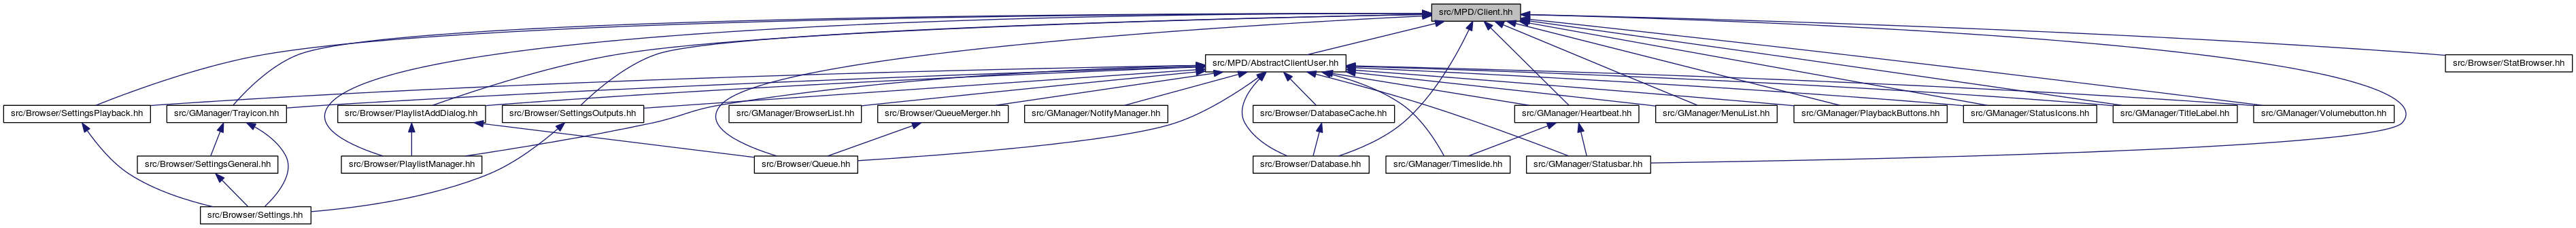 src/MPD/Client.hh
src/MPD/AbstractClientUser.hh
src/Browser/StatBrowser.hh
src/Browser/SettingsPlayback.hh
src/GManager/TrayIcon.hh
src/Browser/PlaylistAddDialog.hh
src/Browser/SettingsOutputs.hh
src/GManager/BrowserList.hh
src/Browser/QueueMerger.hh
src/GManager/NotifyManager.hh
src/Browser/DatabaseCache.hh
src/GManager/Heartbeat.hh
src/GManager/MenuList.hh
src/GManager/PlaybackButtons.hh
src/GManager/StatusIcons.hh
src/GManager/TitleLabel.hh
src/GManager/Volumebutton.hh
src/Browser/SettingsGeneral.hh
src/Browser/PlaylistManager.hh
src/Browser/Queue.hh
src/Browser/Database.hh
src/GManager/Timeslide.hh
src/GManager/Statusbar.hh
src/Browser/Settings.hh